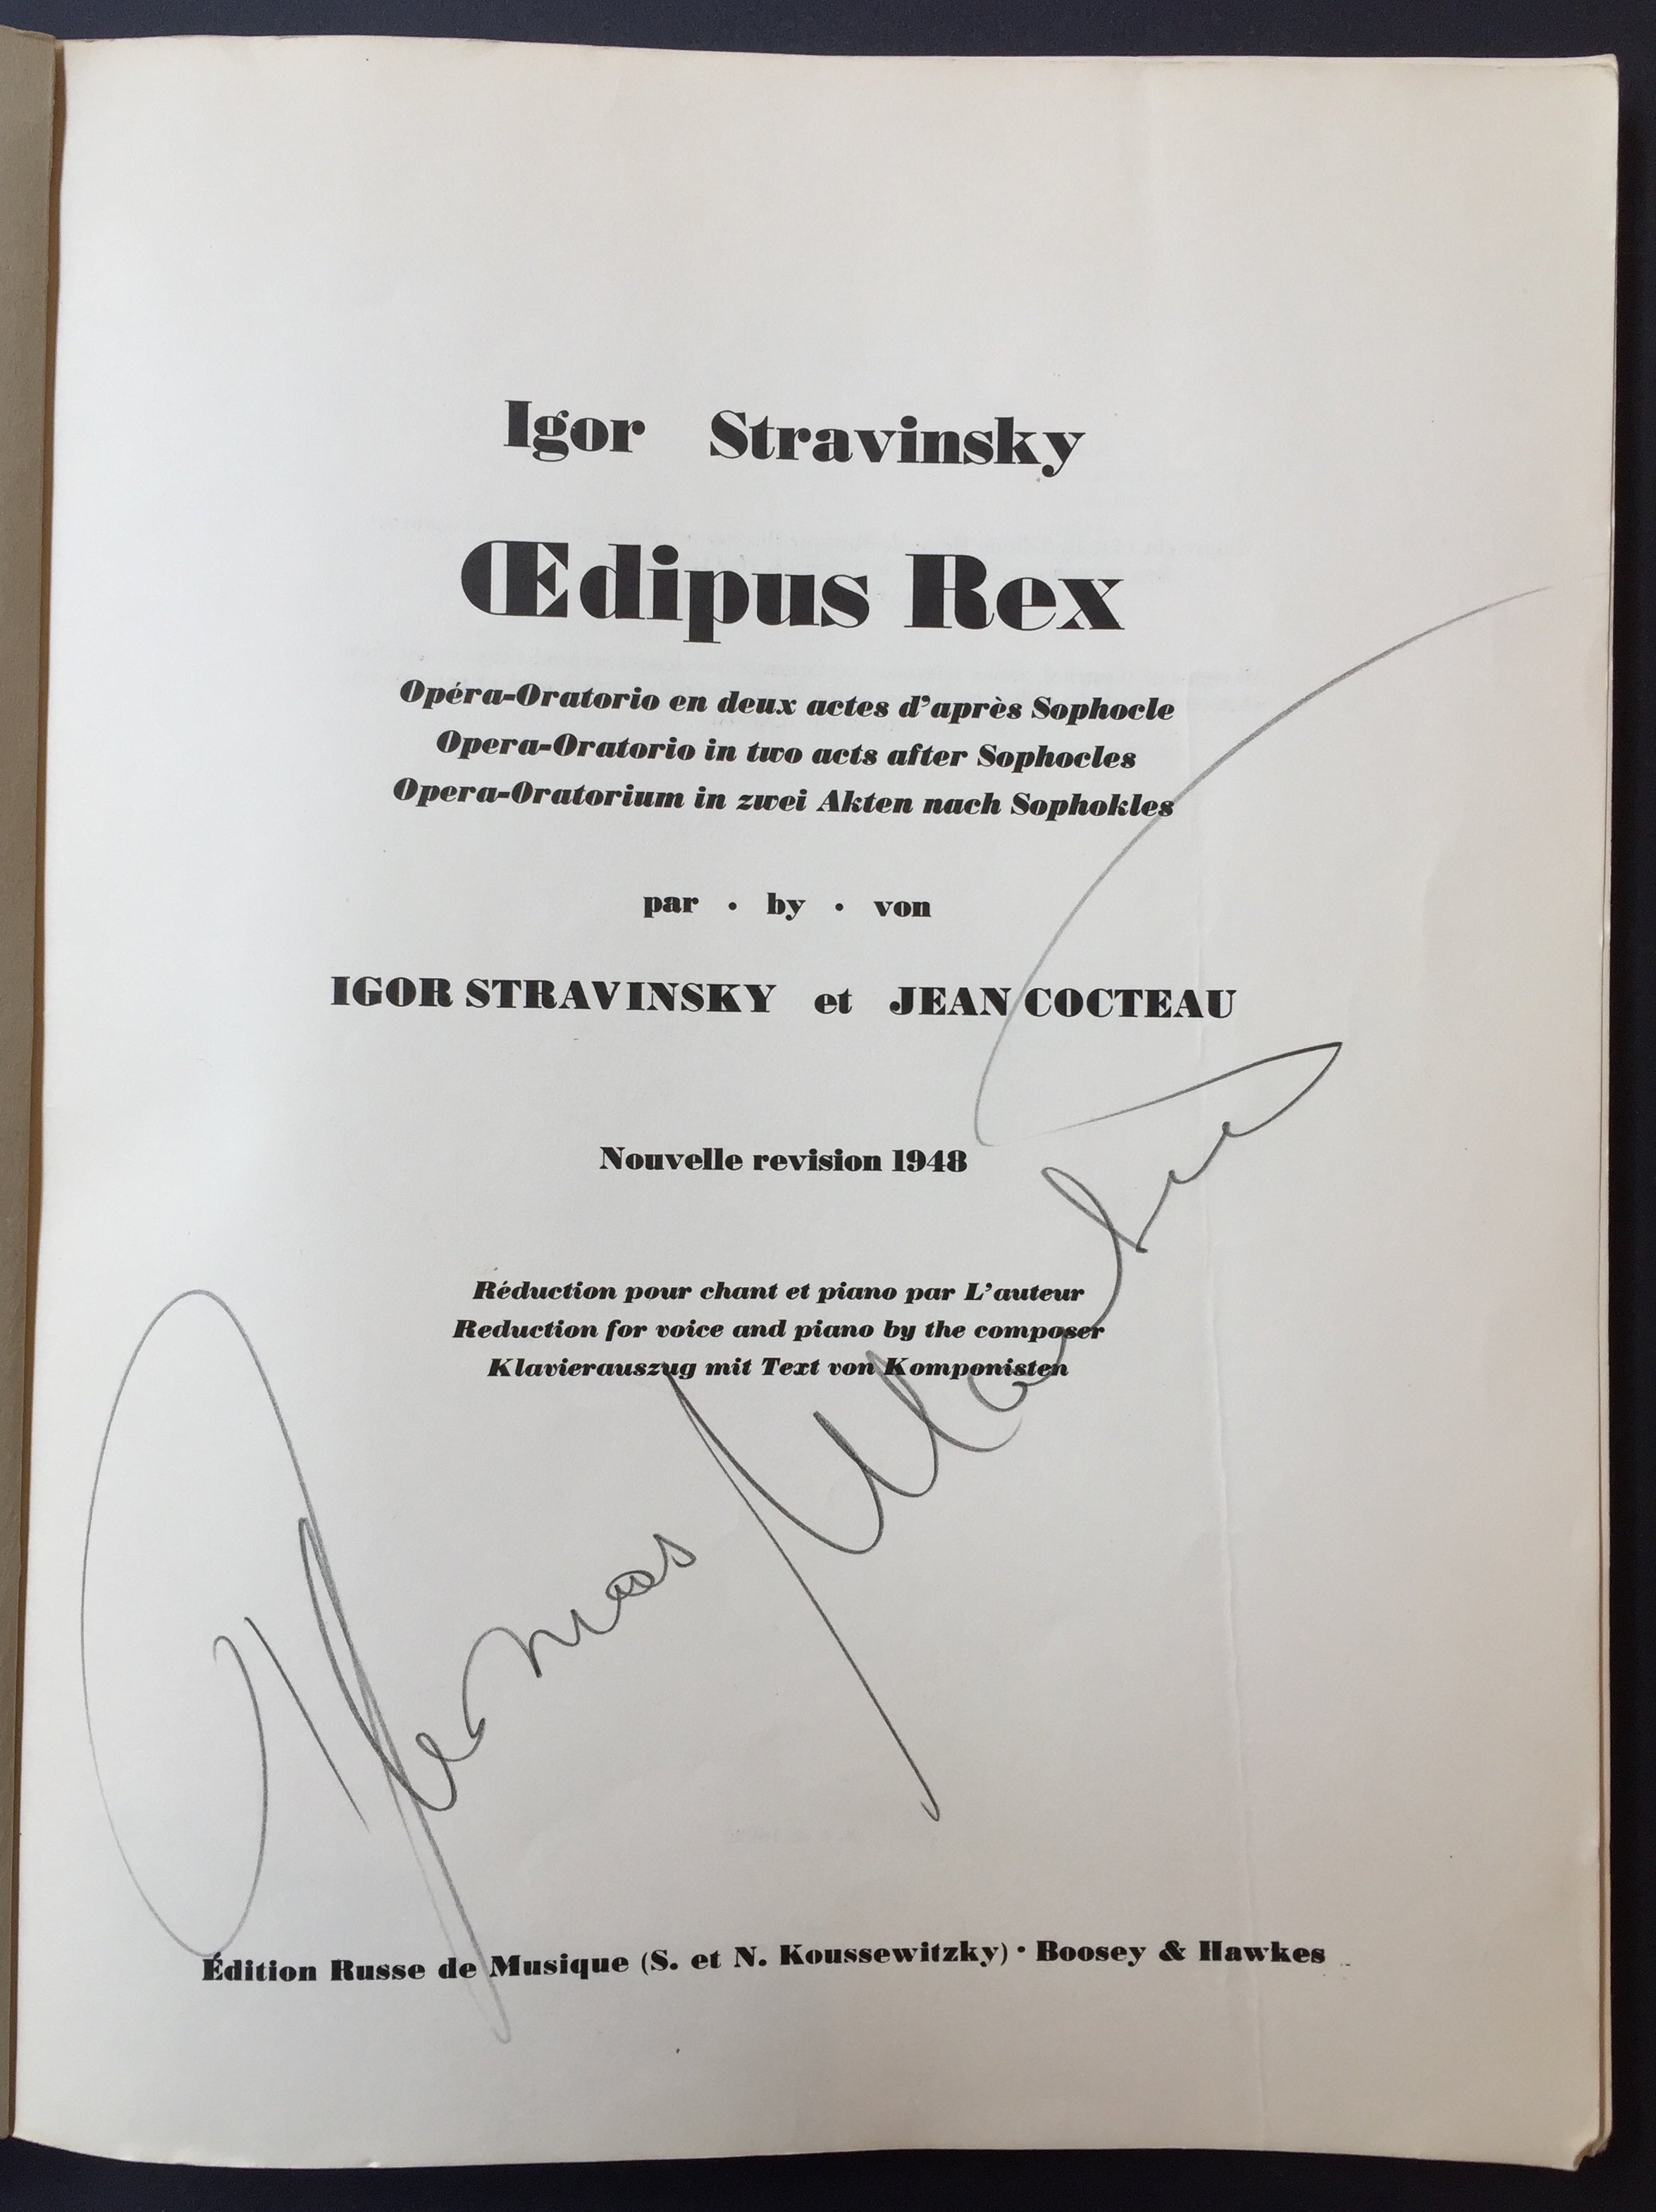 Igor Stravinsky
Œdipus Rex
Opéra-Oratorio en deux actes d'après Sophocle
Opera-Oratorio in two acts after Sophocles
Opera-Oratorium in zwei Akten nach Sophokles
par • by • von
IGOR STRAVINSKY et JEAN COCTEAU
Nouvelle revision 1948
Réduction pour chant et piano par L'auteur
Reduction for voice and piano by the composer
Klavierauszug mit Text von Komponisten
Édition Russe de Musique (S. et N. Koussewitzky) • Boosey & Hawkes